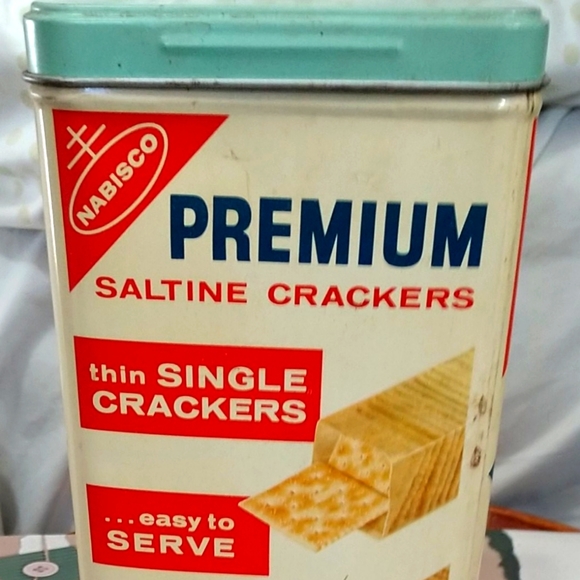 NABISCO
PREMIUM
SALTINE CRACKERS
thin SINGLE
CRACKERS
...easy to
SERVE